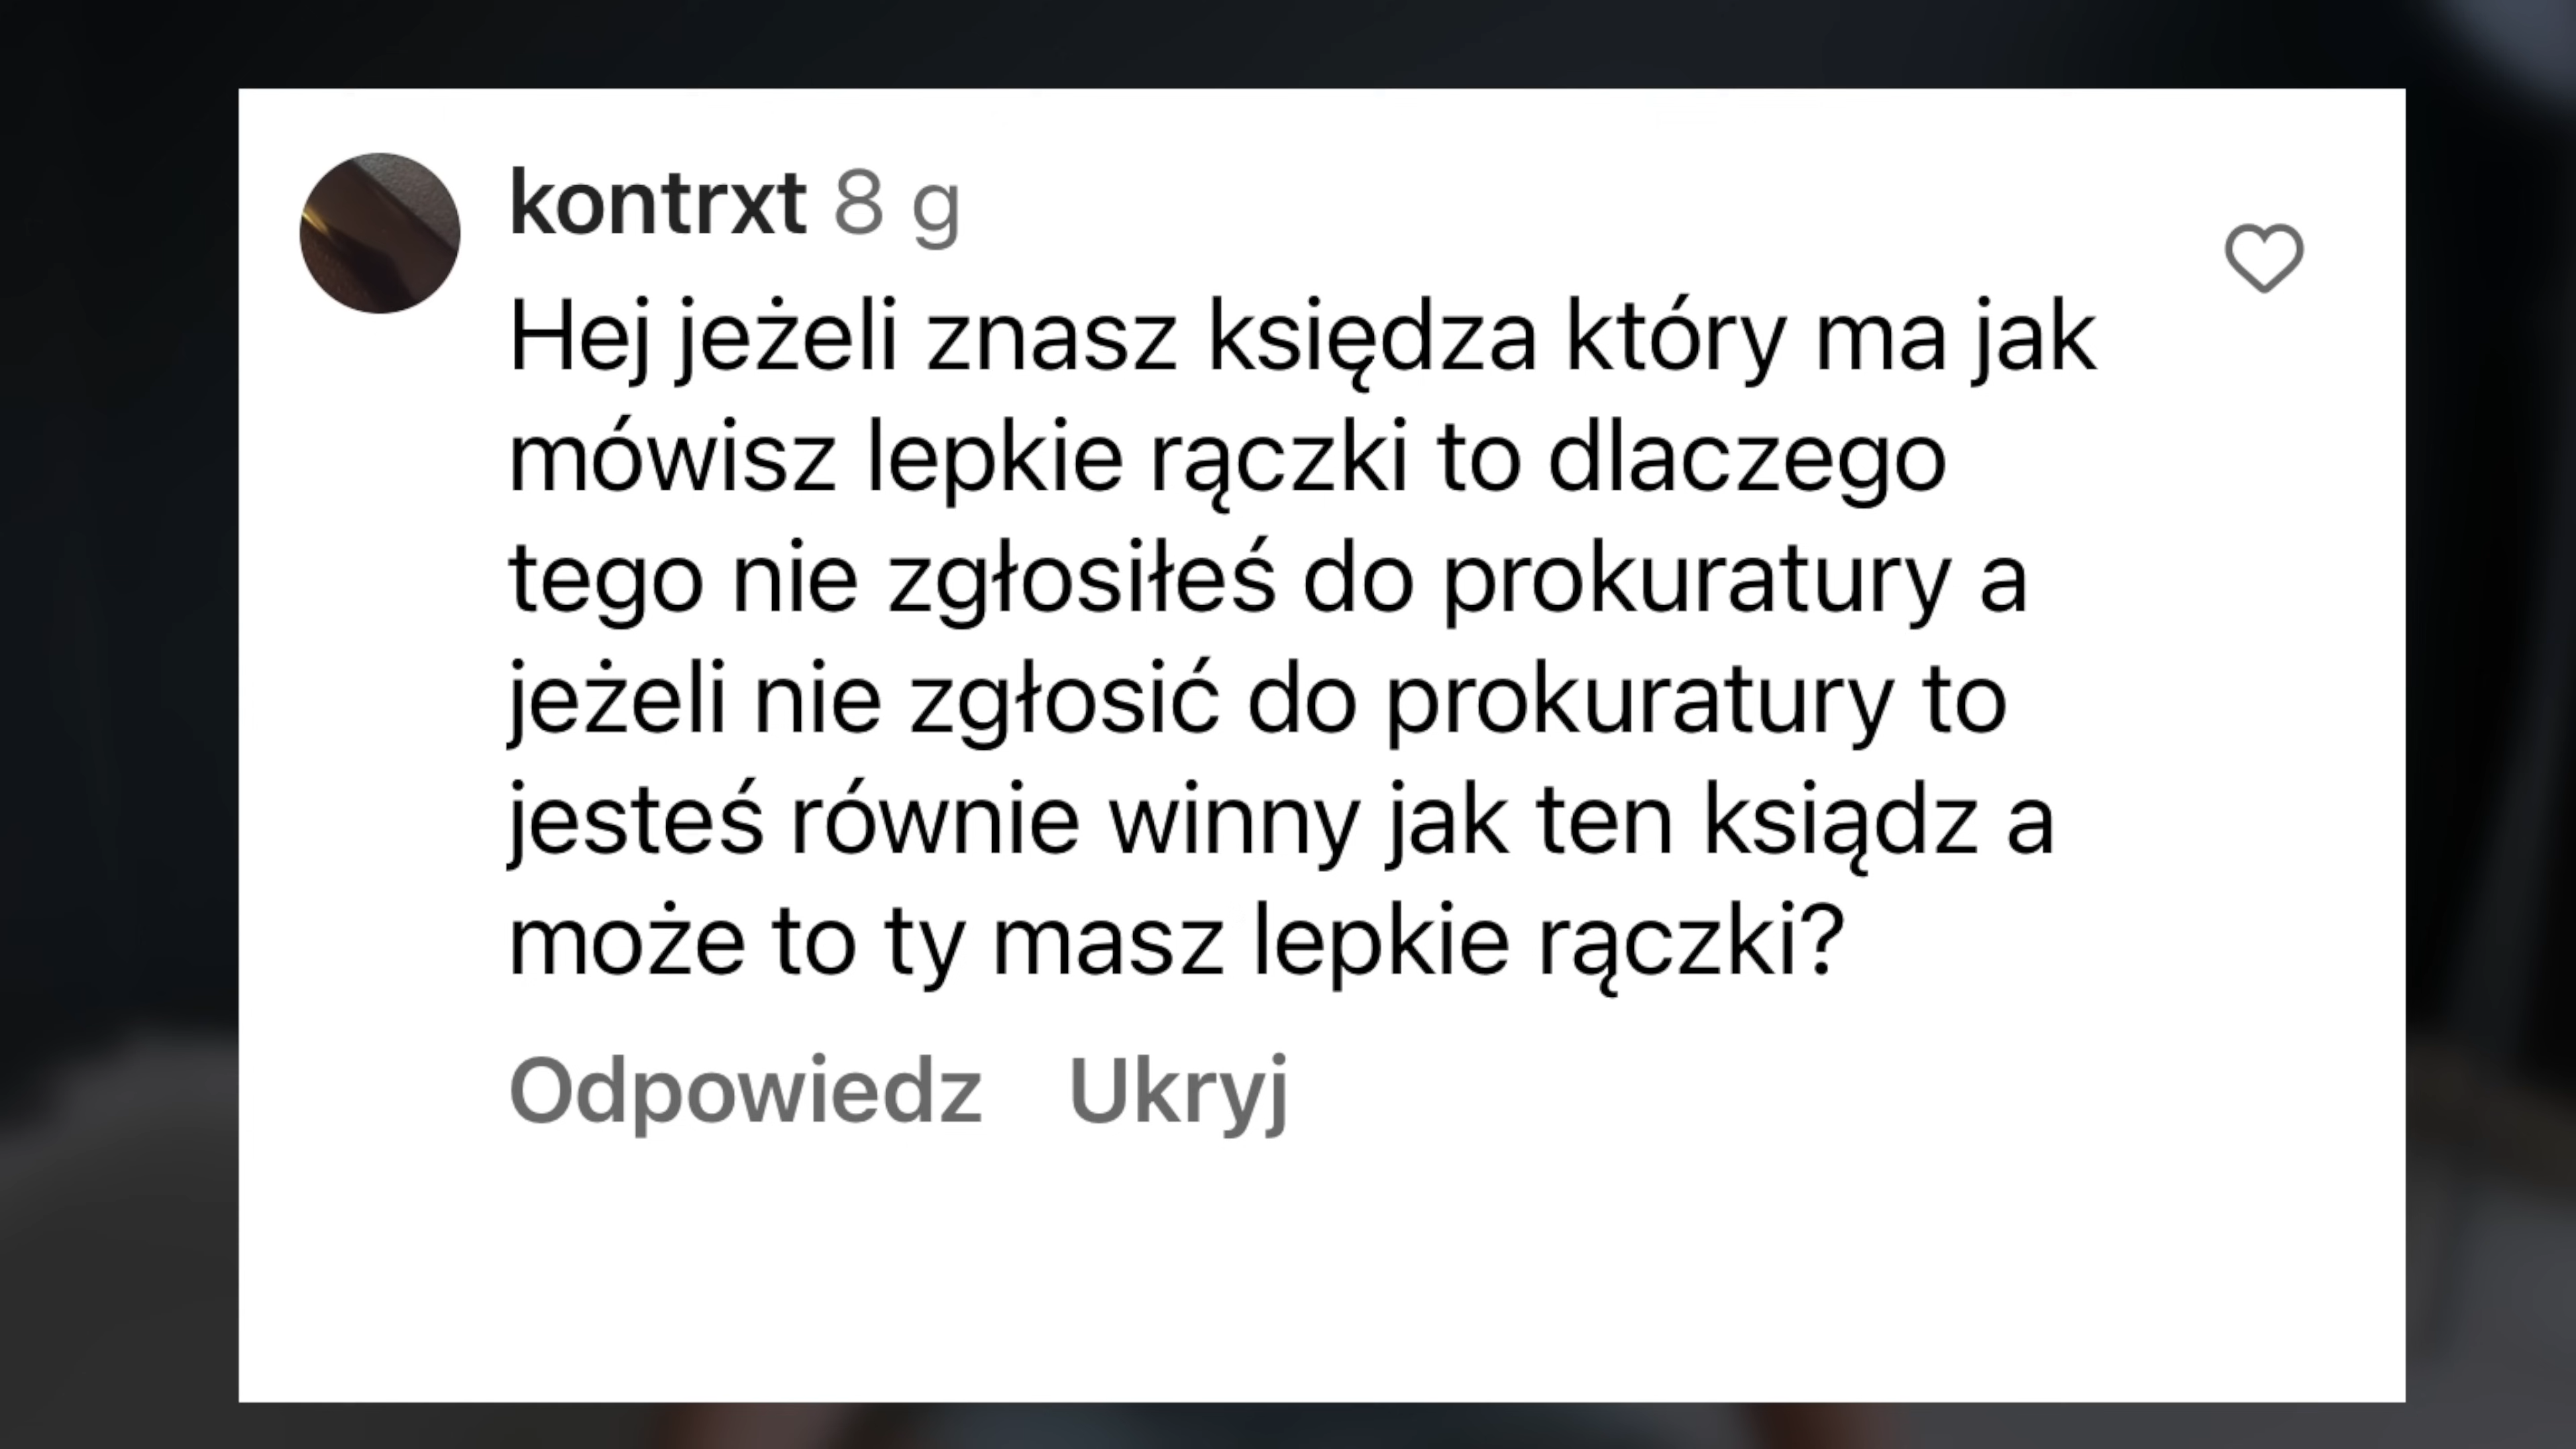 kontrxt 8 g
Hej jeżeli znasz księdza który ma jak
mówisz lepkie rączki to dlaczego
tego nie zgłosiłeś do prokuratury a
jeżeli nie zgłosić do prokuratury to
jesteś równie winny jak ten ksiądz a
może to ty masz lepkie rączki?
Odpowiedz Ukryj